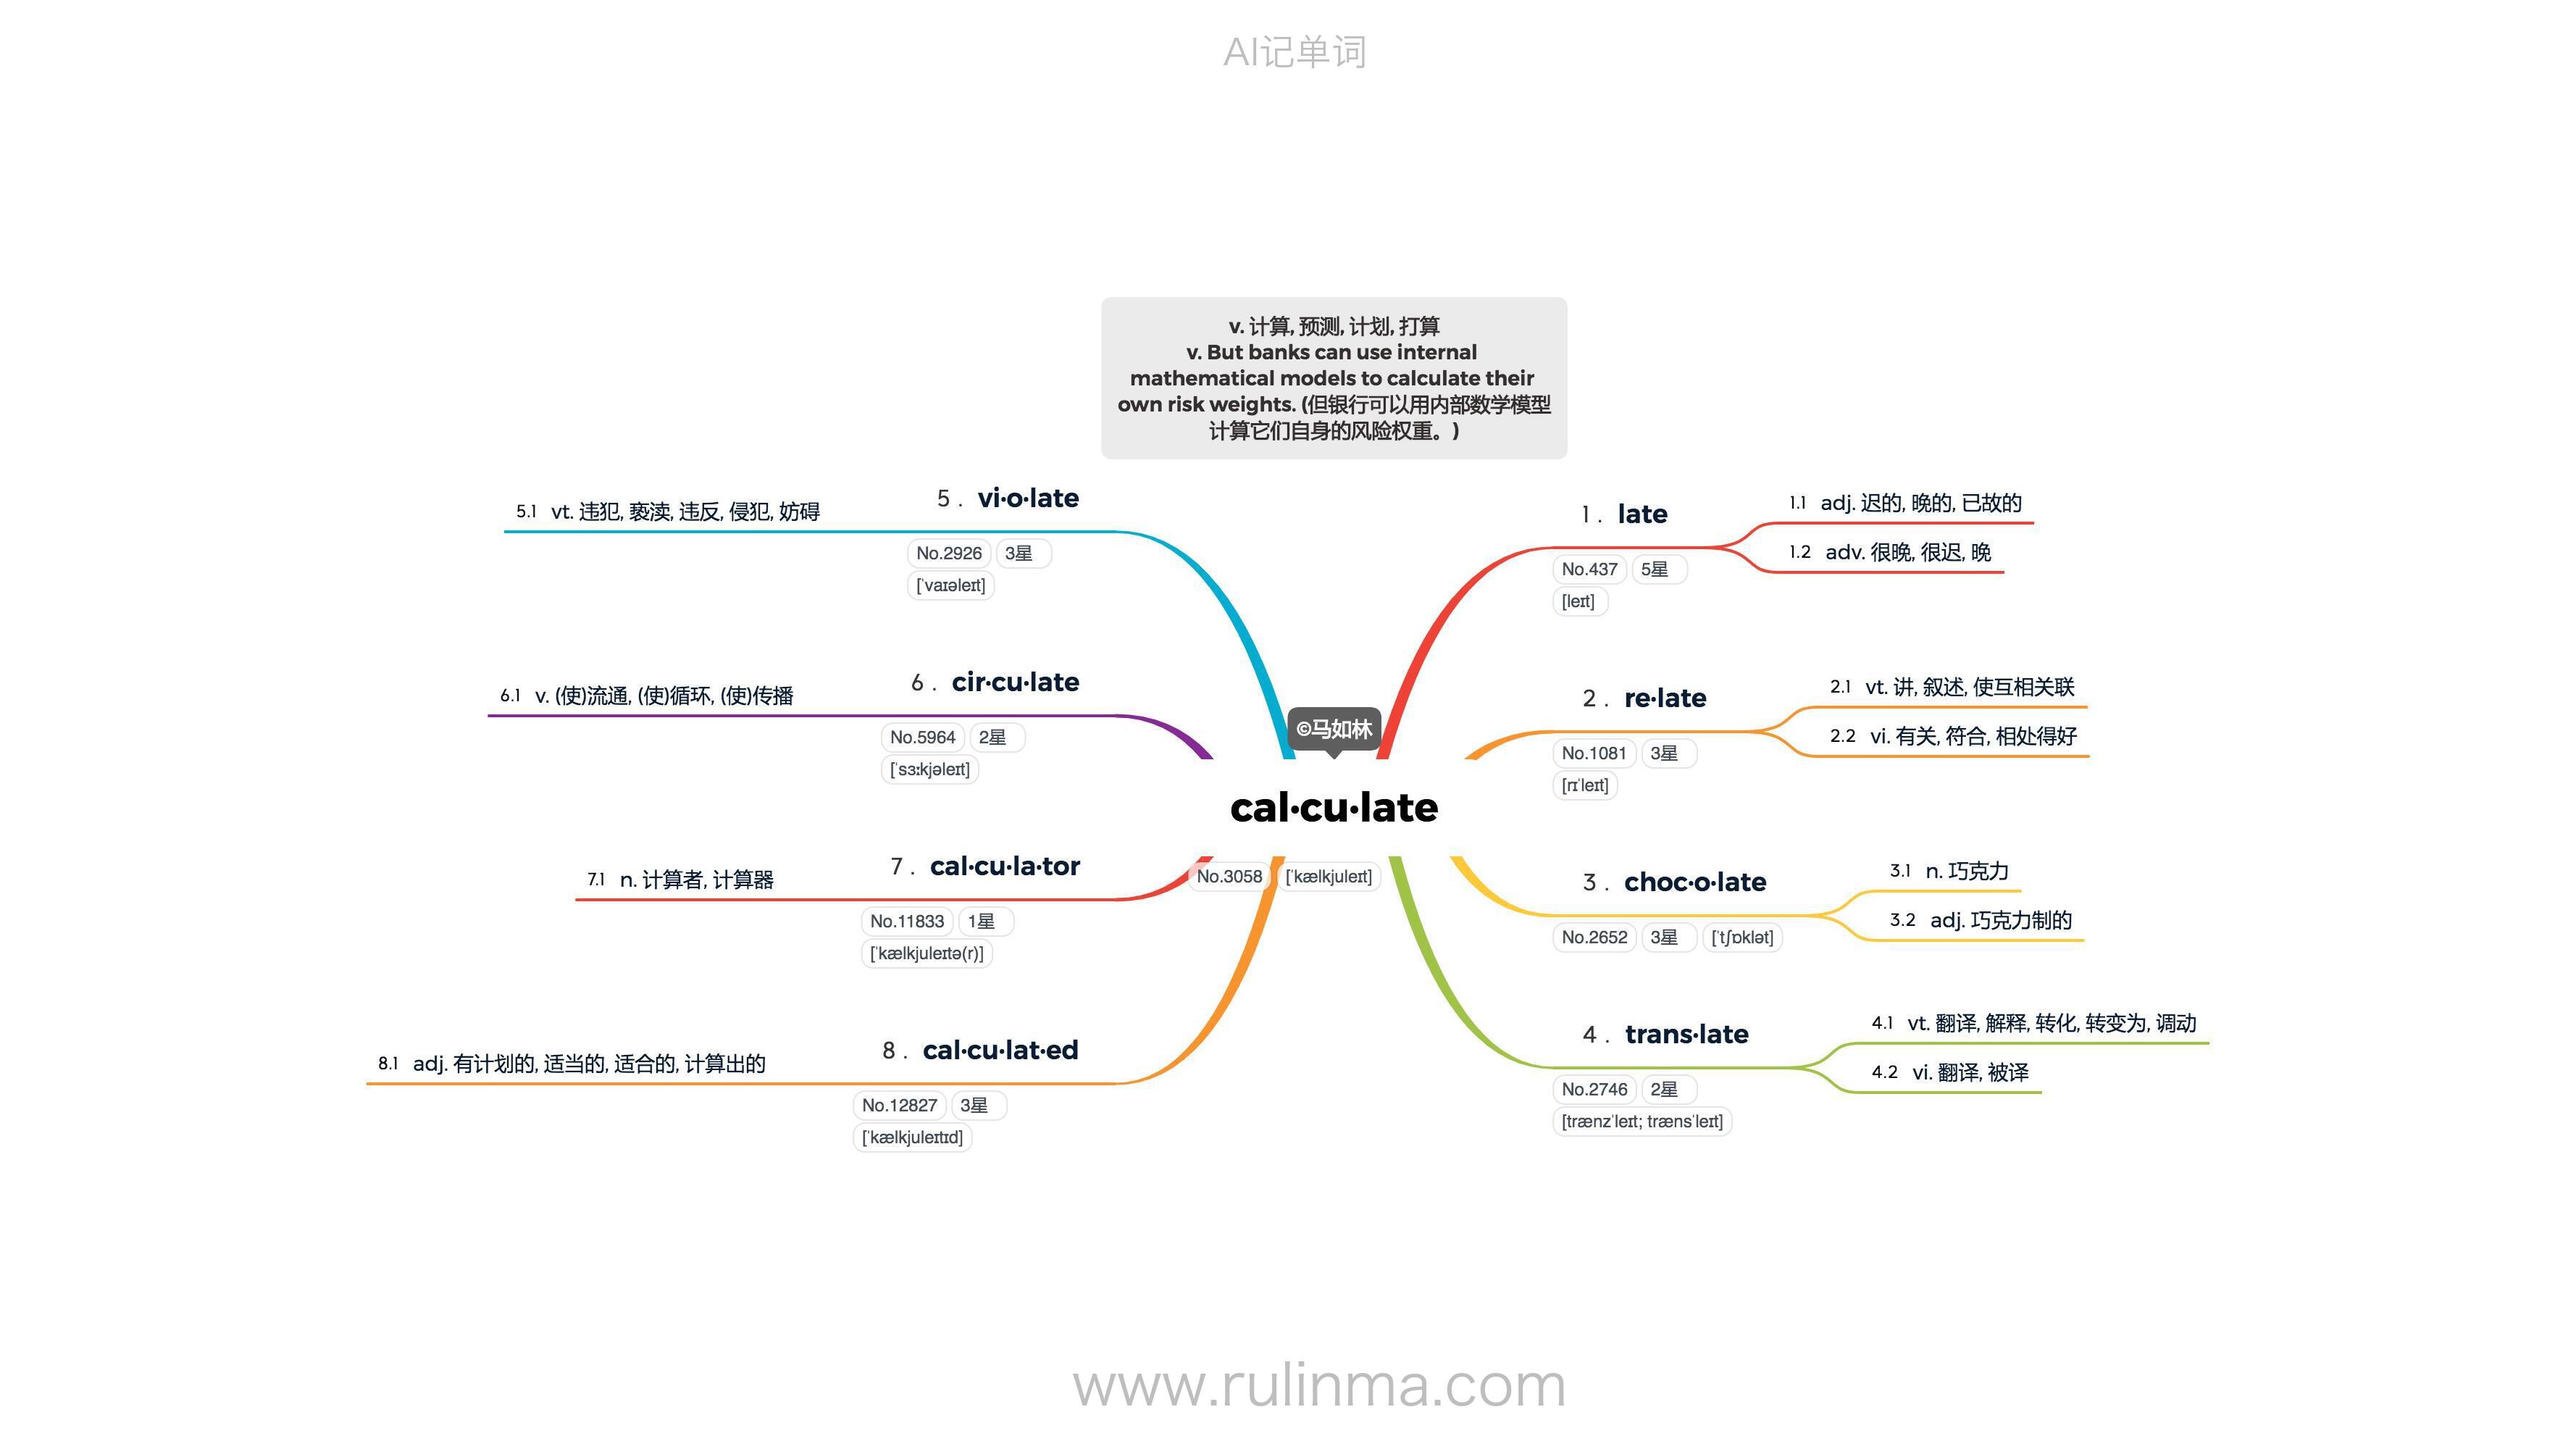 AI记单词
v. 计算, 预测, 计划, 打算
v. But banks can use internal
mathematical models to calculate their
own risk weights. (但银行可以用内部数学模型
计算它们自身的风险权重。)
©马如林
cal·cu·late
No.3058 [ˈkælkjuleɪt]
1 . late
No.437 5星
[leɪt]
1.1 adj. 迟的, 晚的, 已故的
1.2 adv. 很晚, 很迟, 晚
2 . re·late
No.1081 3星
[rɪˈleɪt]
2.1 vt. 讲, 叙述, 使互相关联
2.2 vi. 有关, 符合, 相处得好
3 . choc·o·late
No.2652 3星 [ˈtʃɒklət]
3.1 n. 巧克力
3.2 adj. 巧克力制的
4 . trans·late
No.2746 2星
[trænzˈleɪt; trænsˈleɪt]
4.1 vt. 翻译, 解释, 转化, 转变为, 调动
4.2 vi. 翻译, 被译
5 . vi·o·late
No.2926 3星
[ˈvaɪəleɪt]
5.1 vt. 违犯, 亵渎, 违反, 侵犯, 妨碍
6 . cir·cu·late
No.5964 2星
[ˈsɜːkjəleɪt]
6.1 v. (使)流通, (使)循环, (使)传播
7 . cal·cu·la·tor
No.11833 1星
[ˈkælkjuleɪtə(r)]
7.1 n. 计算者, 计算器
8 . cal·cu·lat·ed
No.12827 3星
[ˈkælkjuleɪtɪd]
8.1 adj. 有计划的, 适当的, 适合的, 计算出的
www.rulinma.com